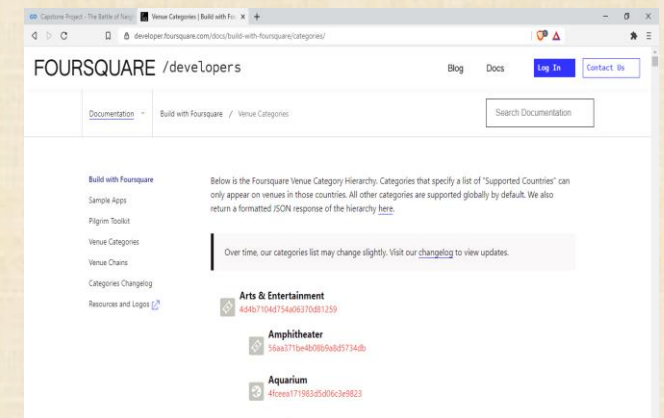 Capstone Project - The Battle of Neig
Venue Categories | Build with Fou
developer.foursquare.com/docs/build-with-foursquare/categories/
FOURSQUARE /developers
Blog
Docs
Log In
Contact Us
Documentation
Build with Foursquare / Venue Categories
Search Documentation
Build with Foursquare
Sample Apps
Pilgrim Toolkit
Venue Categories
Venue Chains
Categories Changelog
Resources and Logos
Below is the Foursquare Venue Category Hierarchy. Categories that specify a list of "Supported Countries" can
only appear on venues in those countries. All other categories are supported globally by default. We also
return a formatted JSON response of the hierarchy here.
Over time, our categories list may change slightly. Visit our changelog to view updates.
Arts & Entertainment
4d4b7104d754a06370d81259
Amphitheater
56aa371be4b08b9a8d5734db
Aquarium
4fceea171983d5d06c3e9823